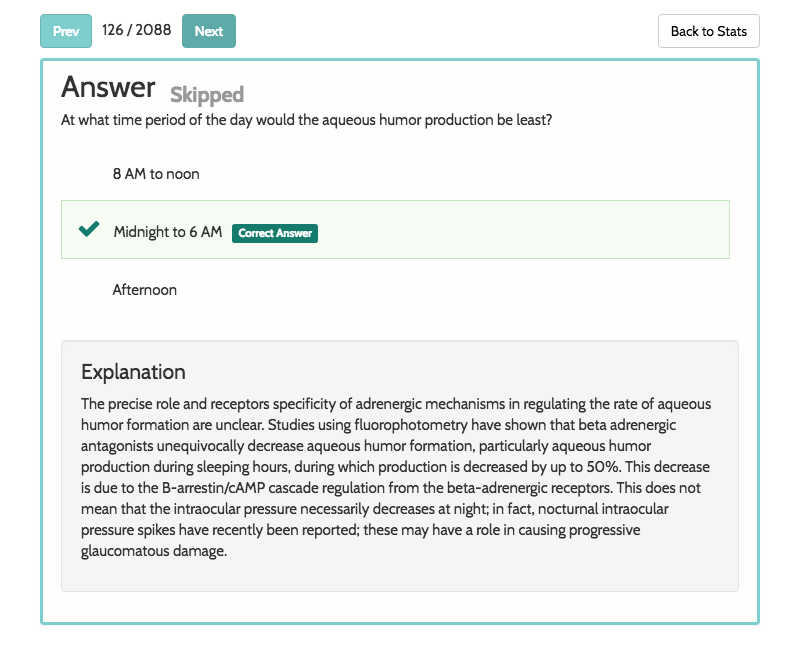 Prev 126 / 2088 Next Back to Stats
Answer Skipped
At what time period of the day would the aqueous humor production be least?
8 AM to noon
Midnight to 6 AM Correct Answer
Afternoon
Explanation
The precise role and receptors specificity of adrenergic mechanisms in regulating the rate of aqueous
humor formation are unclear. Studies using fluorophotometry have shown that beta adrenergic
antagonists unequivocally decrease aqueous humor formation, particularly aqueous humor
production during sleeping hours, during which production is decreased by up to 50%. This decrease
is due to the B-arrestin/cAMP cascade regulation from the beta-adrenergic receptors. This does not
mean that the intraocular pressure necessarily decreases at night; in fact, nocturnal intraocular
pressure spikes have recently been reported; these may have a role in causing progressive
glaucomatous damage.